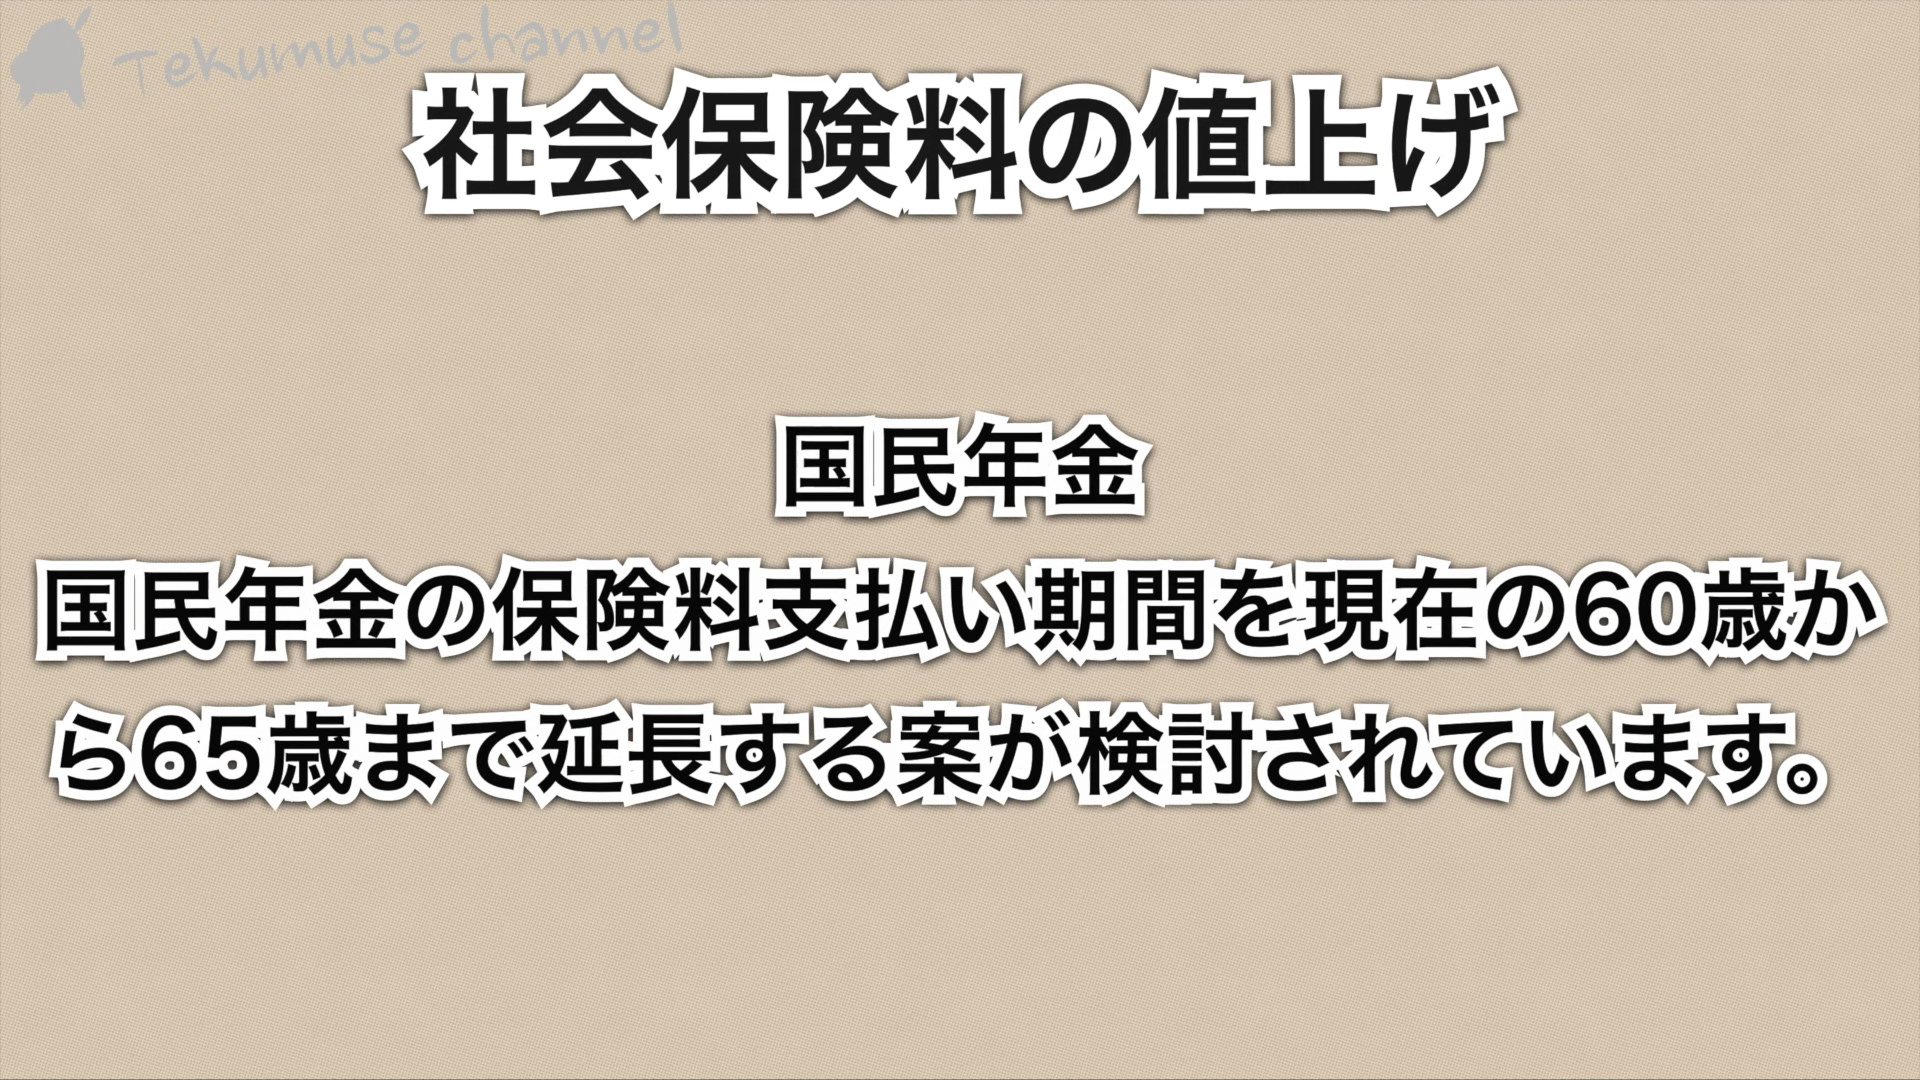 Tekumuse channel
社会保険料の値上げ
国民年金
国民年金の保険料支払い期間を現在の60歳か
ら65歳まで延長する案が検討されています。